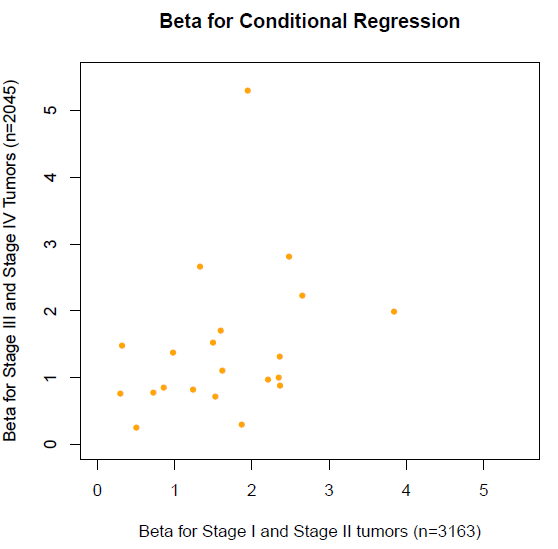 Beta for Conditional Regression
Beta for Stage III and Stage IV Tumors (n=2045)
5
4
3
2
1
0
0 1 2 3 4 5
Beta for Stage I and Stage II tumors (n=3163)